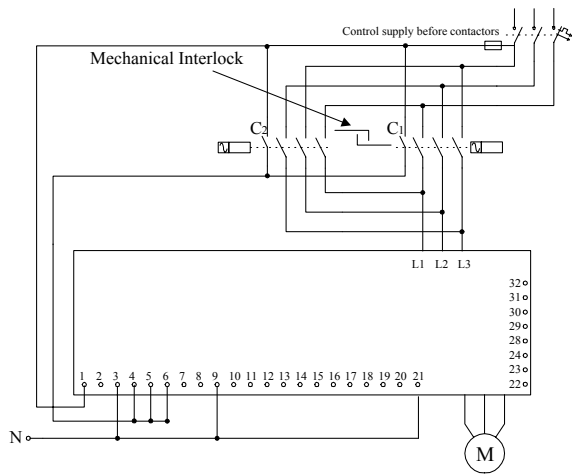 Control supply before contactors
Mechanical Interlock
C2 C1
L1 L2 L3
32
31
30
29
28
24
23
22
1 2 3 4 5 6 7 8 9 10 11 12 13 14 15 16 17 18 19 20 21
N
M